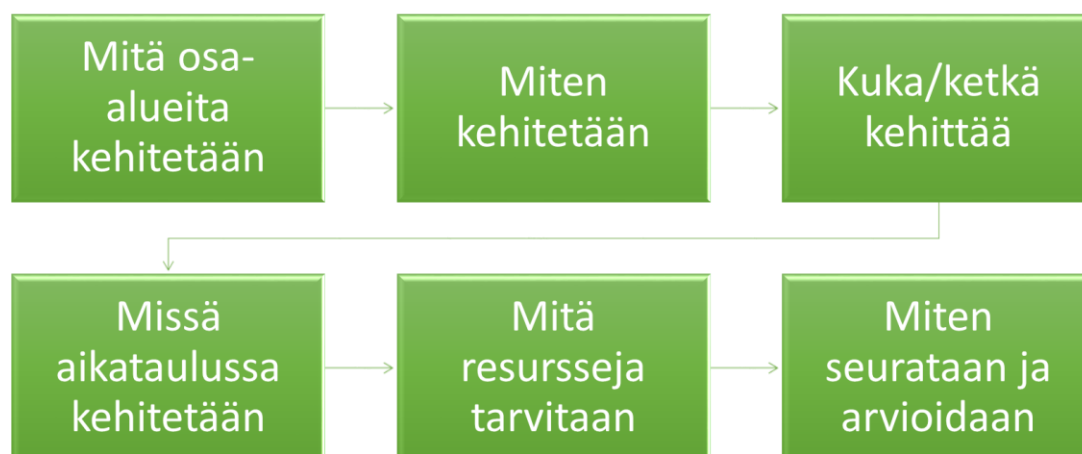 Mitä osa-
alueita
kehitetään
Miten
kehitetään
Kuka/ketkä
kehittää
Missä
aikataulussa
kehitetään
Mitä
resursseja
tarvitaan
Miten
seurataan ja
arvioidaan